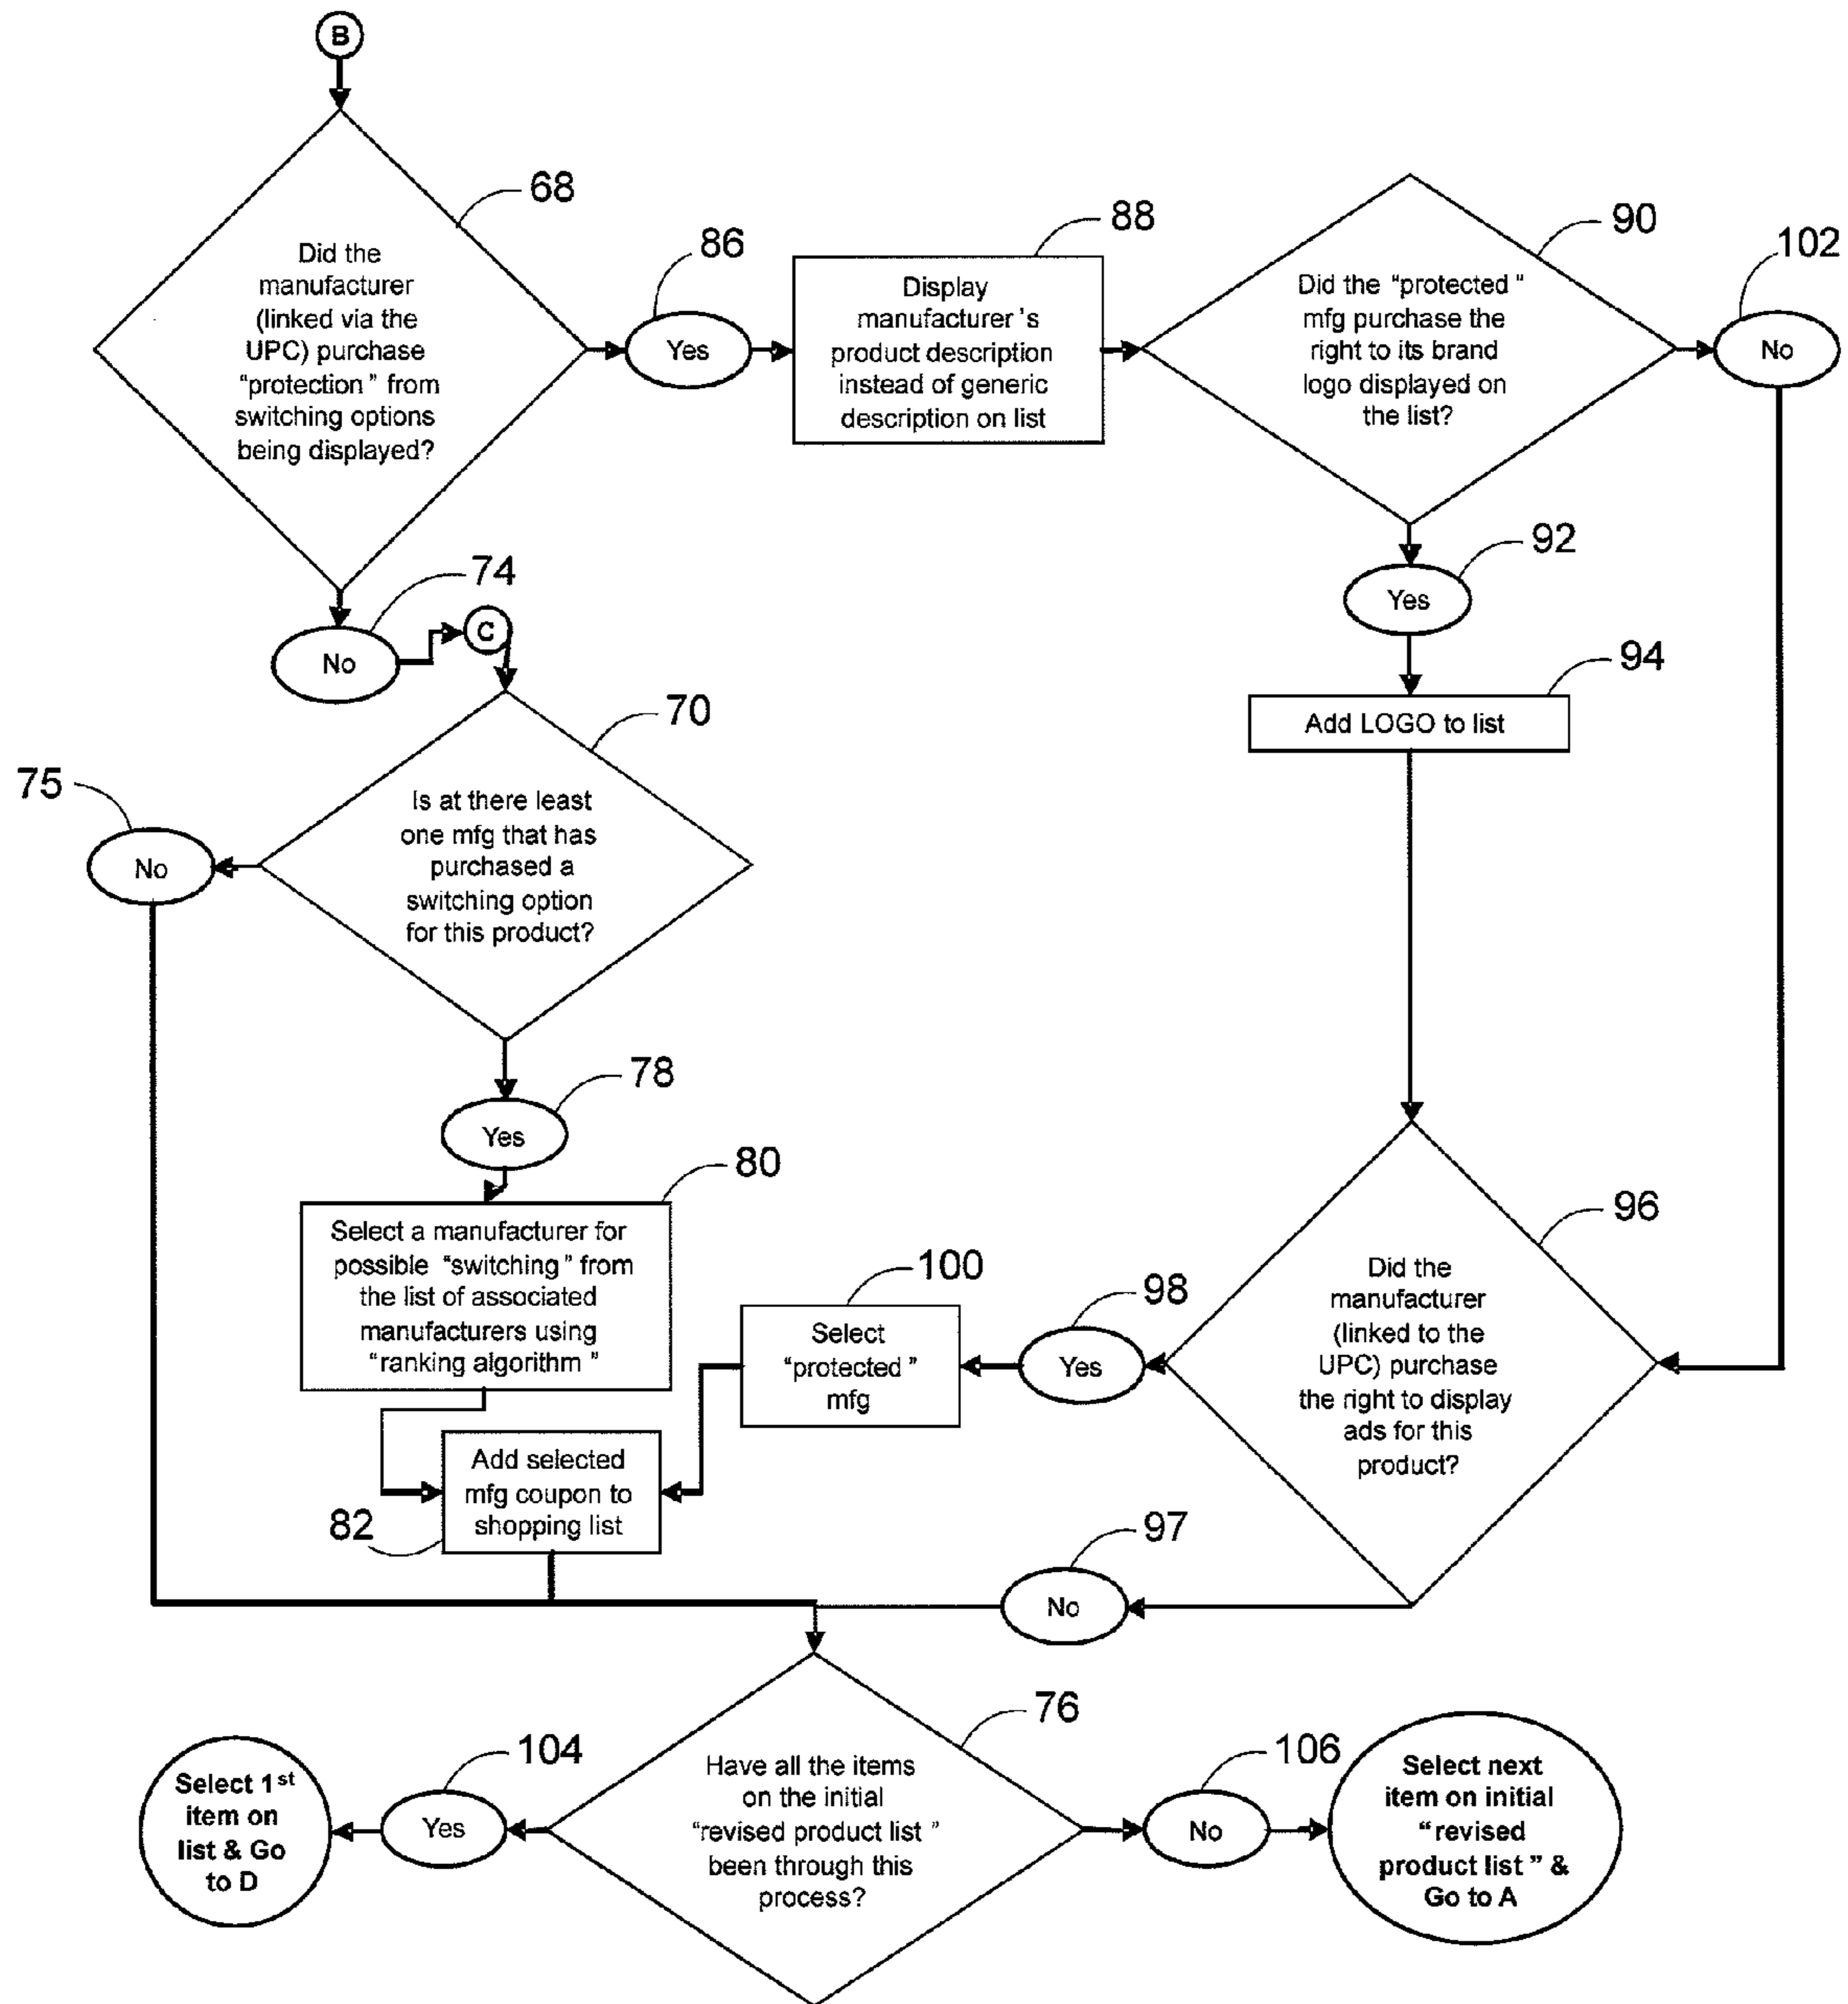 B
68
Did the
manufacturer
(linked via the
UPC) purchase
“protection” from
switching options
being displayed?
86
Yes
88
Display
manufacturer's
product description
instead of generic
description on list
90
Did the “protected“
mfg purchase the
right to its brand
logo displayed on
the list?
102
No
92
Yes
94
Add LOGO to list
74
No
C
70
Is at there least
one mfg that has
purchased a
switching option
for this product?
75
No
78
Yes
80
Select a manufacturer for
possible “switching” from
the list of associated
manufacturers using
“ranking algorithm”
96
Did the
manufacturer
(linked to the
UPC) purchase
the right to display
ads for this
product?
98
Yes
100
Select
“protected”
mfg
82
Add selected
mfg coupon to
shopping list
97
No
76
Have all the items
on the initial
“revised product list”
been through this
process?
104
Yes
Select 1st
item on
list & Go
to D
106
No
Select next
item on initial
“revised
product list” &
Go to A